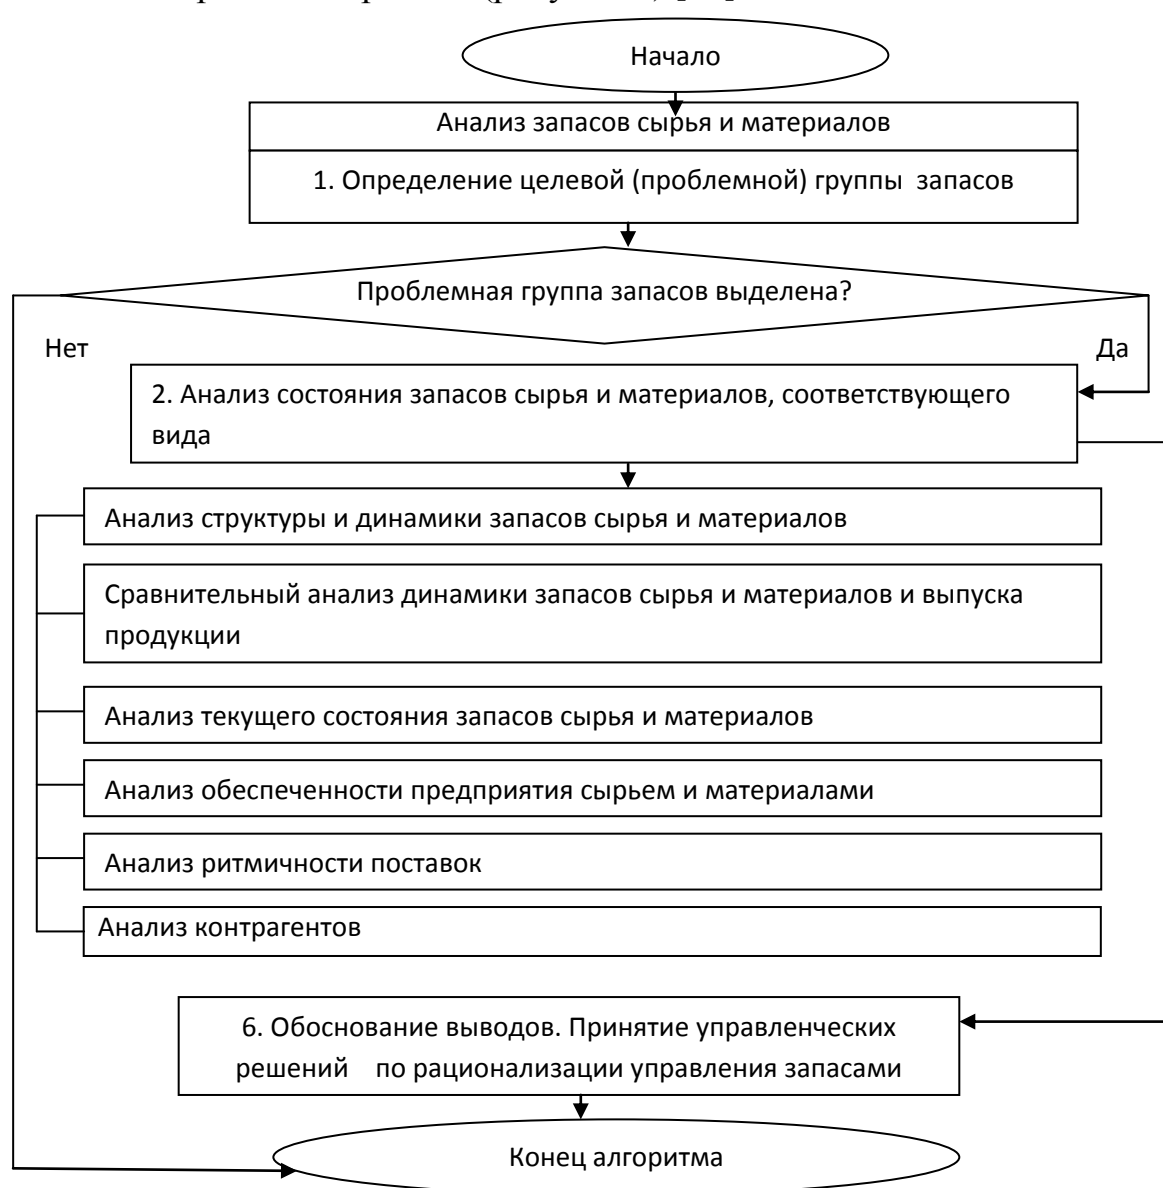 Начало
Анализ запасов сырья и материалов
1. Определение целевой (проблемной) группы запасов
Проблемная группа запасов выделена?
Нет
Да
2. Анализ состояния запасов сырья и материалов, соответствующего
вида
Анализ структуры и динамики запасов сырья и материалов
Сравнительный анализ динамики запасов сырья и материалов и выпуска
продукции
Анализ текущего состояния запасов сырья и материалов
Анализ обеспеченности предприятия сырьем и материалами
Анализ ритмичности поставок
Анализ контрагентов
6. Обоснование выводов. Принятие управленческих
решений по рационализации управления запасами
Конец алгоритма